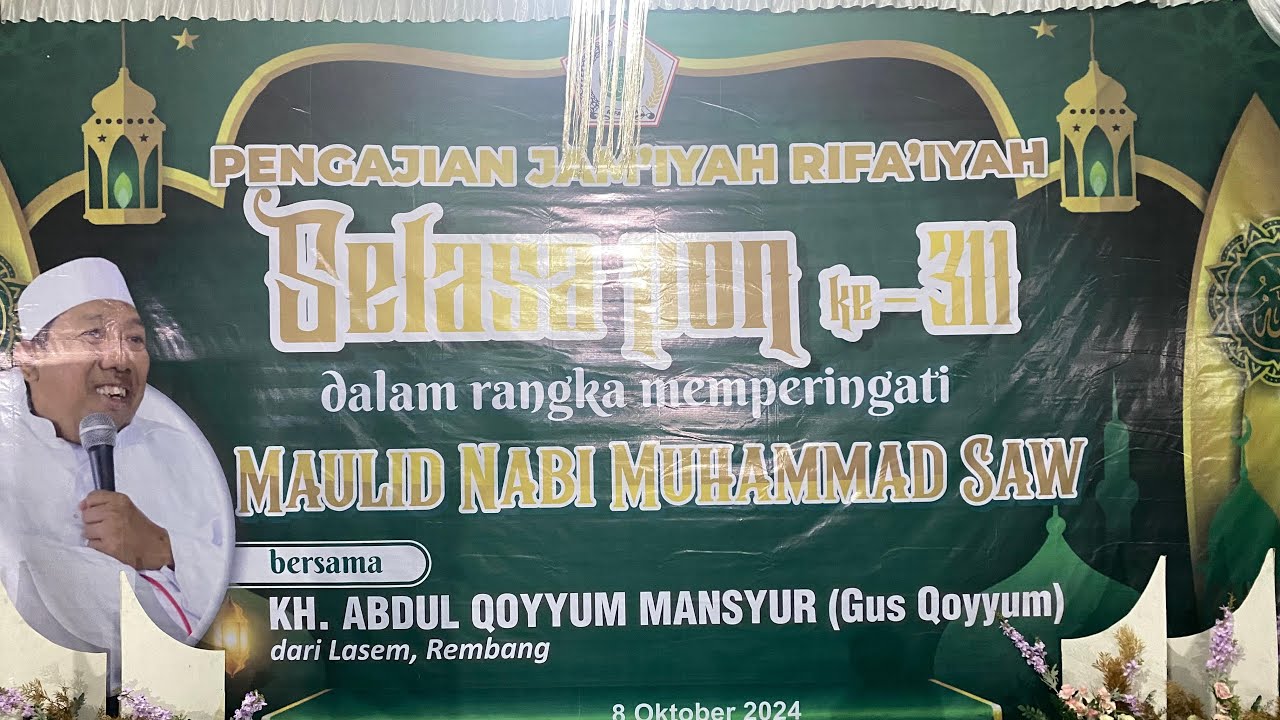 PENGAJIAN JAM'IYAH RIFA'IYAH
Selasa pon ke-311
dalam rangka memperingati
MAULID NABI MUHAMMAD SAW
bersama
KH. ABDUL QOYYUM MANSYUR (Gus Qoyyum)
dari Lasem, Rembang
8 Oktober 2024